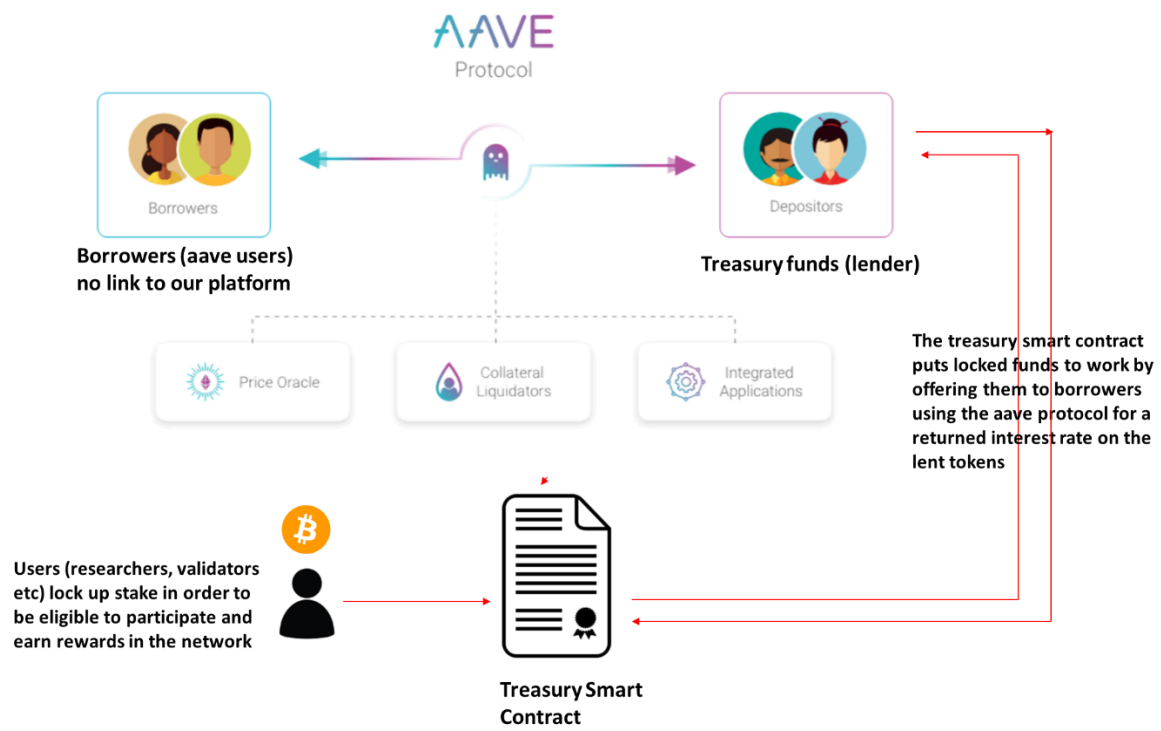 AAVE
Protocol
Borrowers
Depositors
Borrowers (aave users)
no link to our platform
Treasury funds (lender)
Price Oracle
Collateral
Liquidators
Integrated
Applications
The treasury smart contract
puts locked funds to work by
offering them to borrowers
using the aave protocol for a
returned interest rate on the
lent tokens
Users (researchers, validators
etc) lock up stake in order to
be eligible to participate and
earn rewards in the network
Treasury Smart
Contract